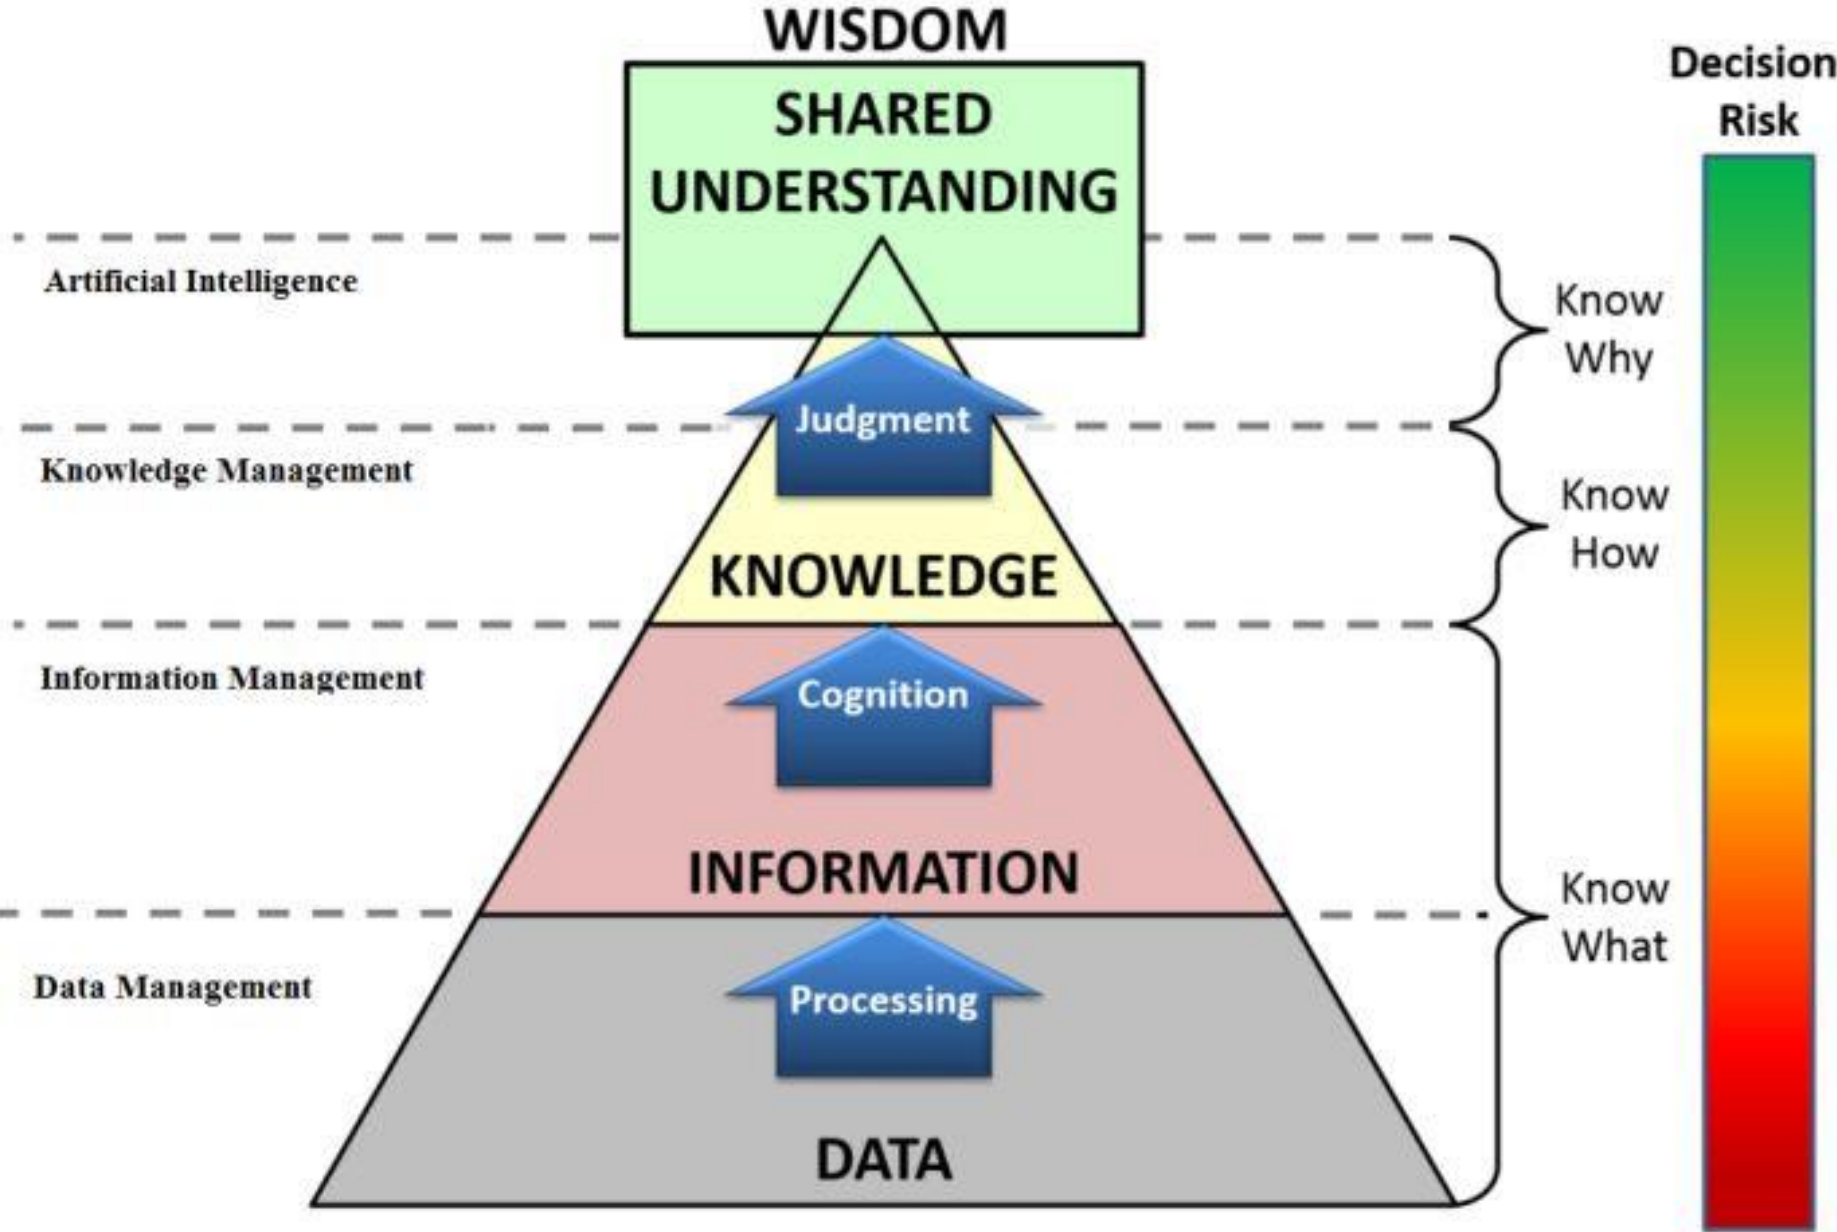 WISDOM
SHARED
UNDERSTANDING
Decision
Risk
Artificial Intelligence
Know
Why
Judgment
Knowledge Management
Know
How
KNOWLEDGE
Information Management
Cognition
INFORMATION
Know
What
Data Management
Processing
DATA